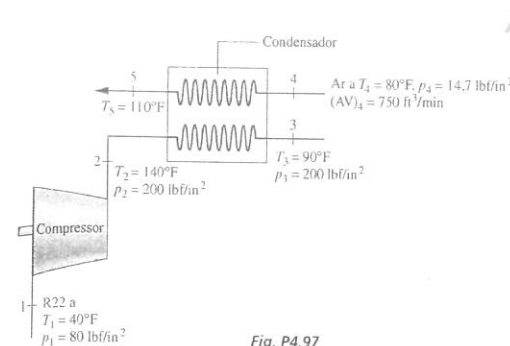 Condensador
5
4
Ar a T₄ = 80°F, p₄ = 14,7 lbf/in²
(AV)₄ = 750 ft³/min
T₅ = 110°F
3
2
T₂ = 140°F
p₂ = 200 lbf/in²
T₃ = 90°F
p₃ = 200 lbf/in²
Compressor
1
R22 a
T₁ = 40°F
p₁ = 80 lbf/in²
Fig. P4.97